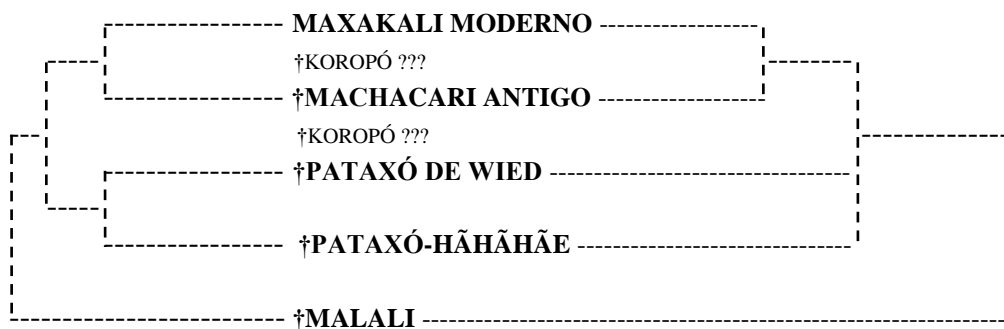 MAXAKALI MODERNO
†KOROPÓ ???
†MACHACARI ANTIGO
†KOROPÓ ???
†PATAXÓ DE WIED
†PATAXÓ-HÃHÃHÃE
†MALALI